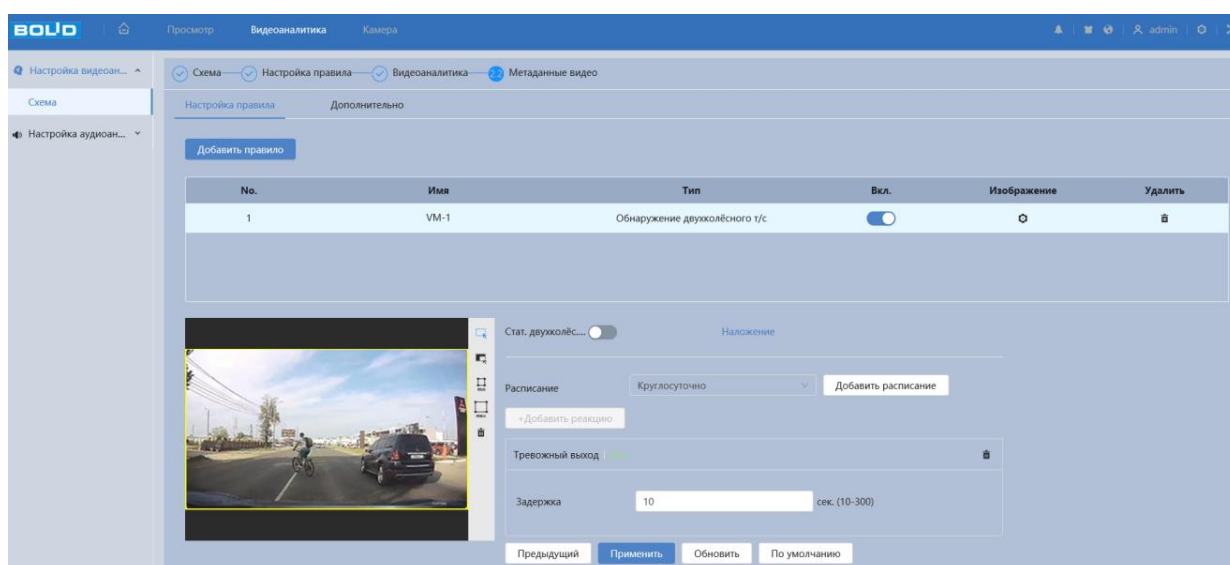 BOLID Просмотр Видеоаналитика Камера admin
Настройка видеоан... Схема Настройка правила Видеоаналитика 2.2 Метаданные видео
Схема Настройка правила Дополнительно
Настройка аудиоан...
Добавить правило
No. Имя Тип Вкл. Изображение Удалить
1 VM-1 Обнаружение двухколёсного т/с
Стат. двухколёс.... Наложение
Расписание Круглосуточно Добавить расписание
+Добавить реакцию
Тревожный выход
Задержка 10 сек. (10-300)
Предыдущий Применить Обновить По умолчанию